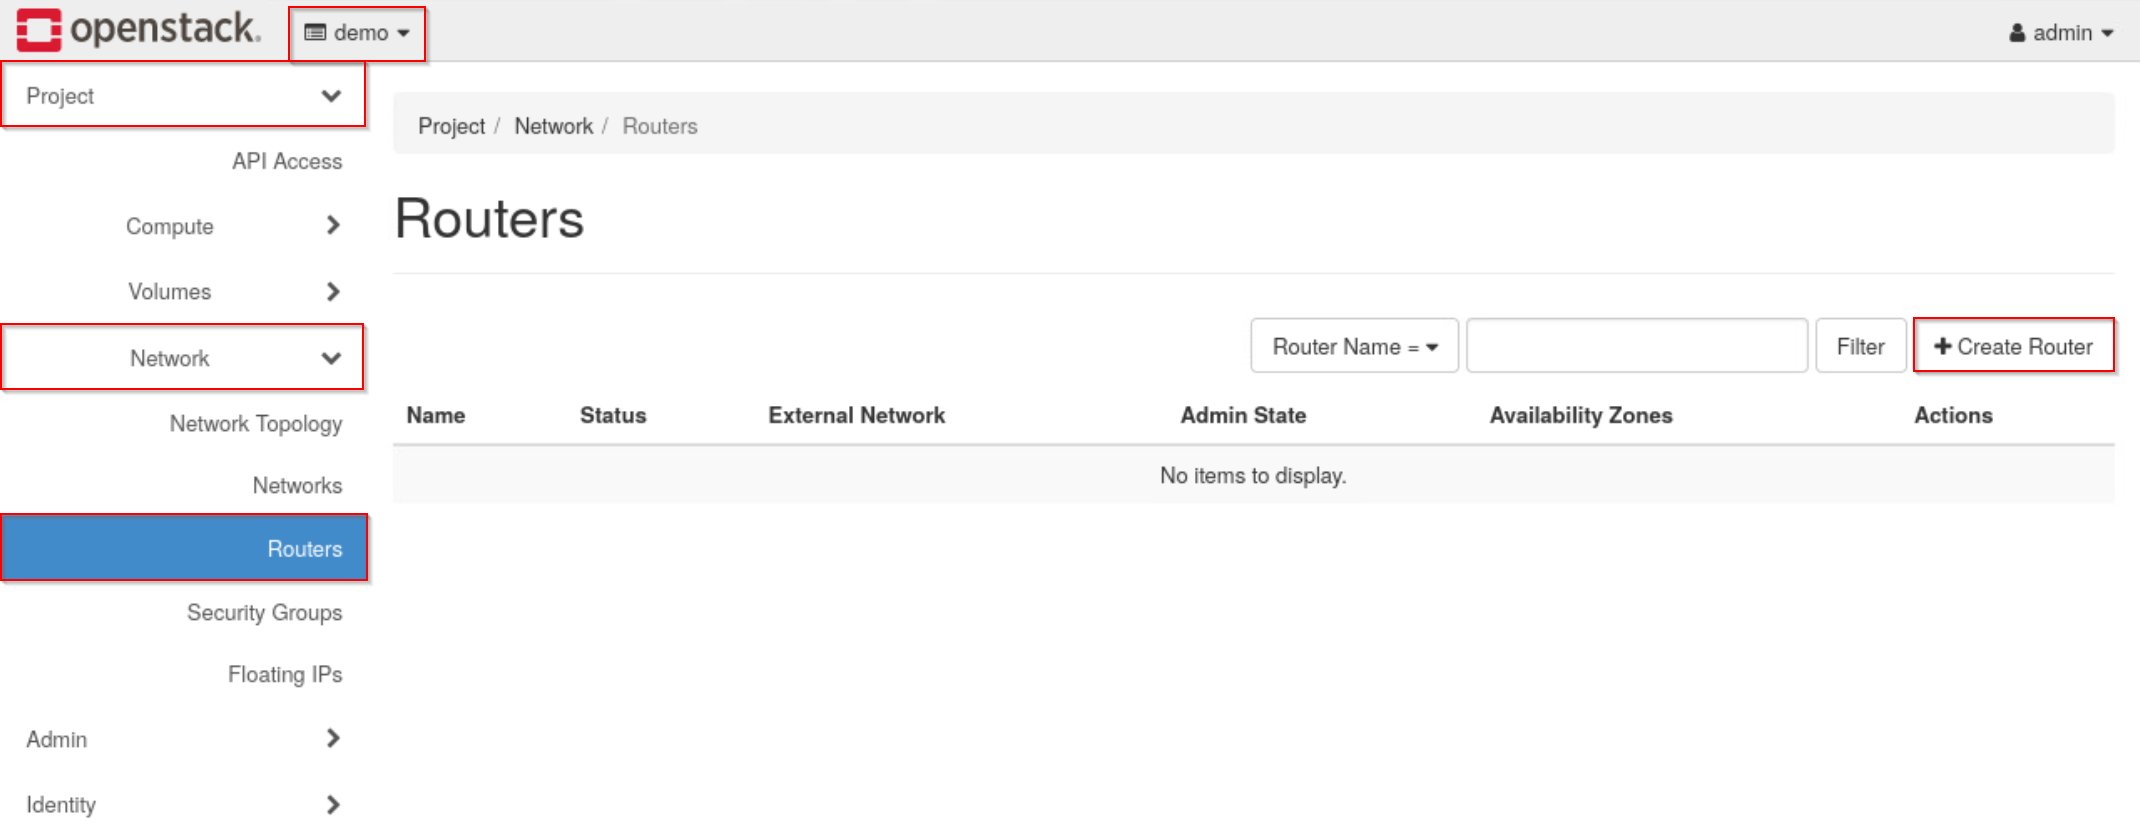 openstack.
demo
admin
Project
API Access
Compute
Volumes
Network
Network Topology
Networks
Routers
Security Groups
Floating IPs
Admin
Identity
Project / Network / Routers
Routers
Router Name =
Filter
Create Router
Name Status External Network Admin State Availability Zones Actions
No items to display.